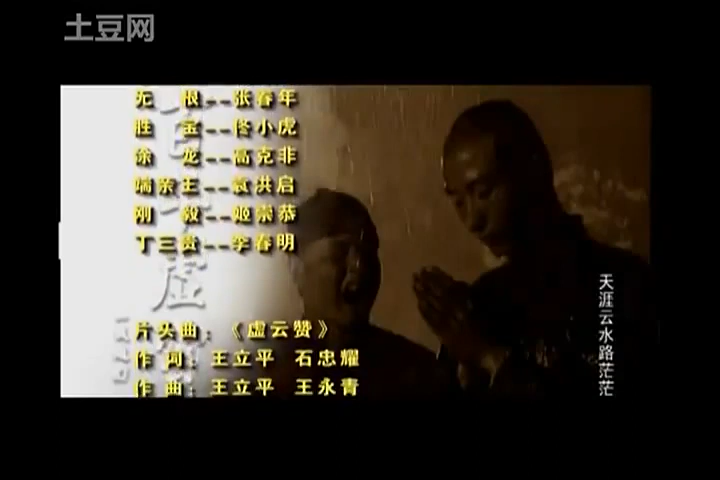 土豆网
无 根--张春年
胜 宝--佟小虎
徐 龙--高克非
端亲王--袁洪启
刚 毅--姬崇恭
丁三贵--李春明
片头曲：《虚云赞》
作 词：王立平 石忠耀
作 曲：王立平 王永青
天涯云水路茫茫